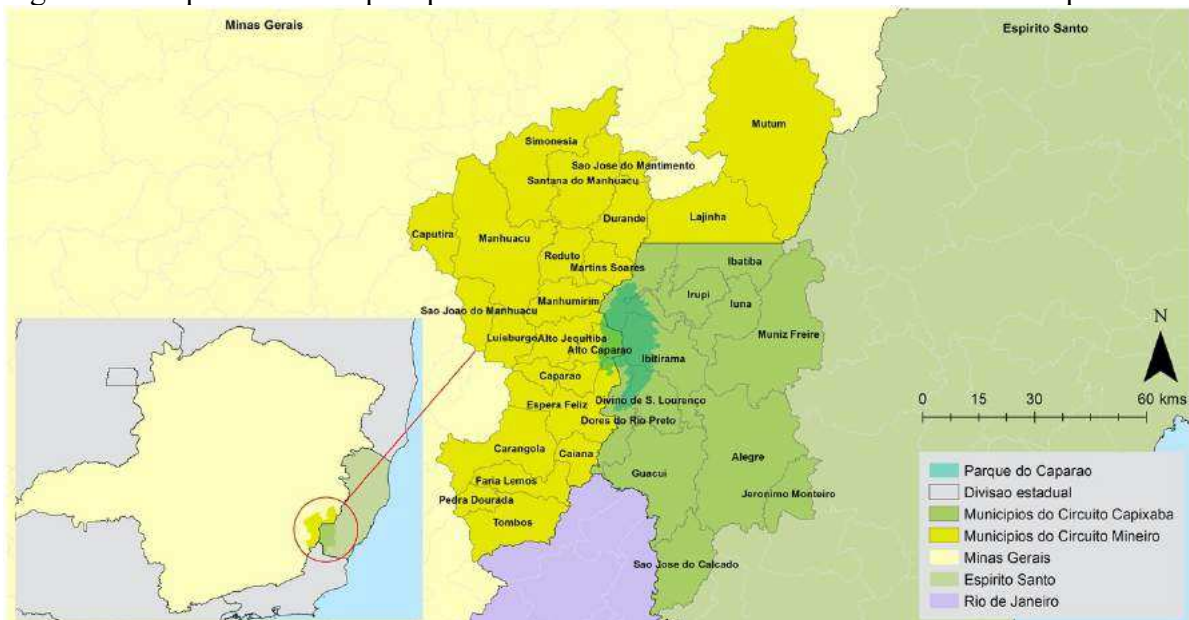 Minas Gerais
Espirito Santo
Mutum
Simonesia
Sao Jose do Mantimento
Santana do Manhuacu
Durande
Lajinha
Caputira
Manhuacu
Reduto
Martins Soares
Ibatiba
Irupi
Iuna
Manhumirim
Sao Joao do Manhuacu
Muniz Freire
Luisburgo
Alto Jequitiba
Alto Caparao
Ibitirama
Caparao
Divino de S. Lourenço
Espera Feliz
Dores do Rio Preto
Carangola
Caiana
Alegre
Guacui
Faria Lemos
Pedra Dourada
Jeronimo Monteiro
Tombos
Sao Jose do Calcado
N
0 15 30 60 kms
Parque do Caparao
Divisao estadual
Municipios do Circuito Capixaba
Municipios do Circuito Mineiro
Minas Gerais
Espirito Santo
Rio de Janeiro